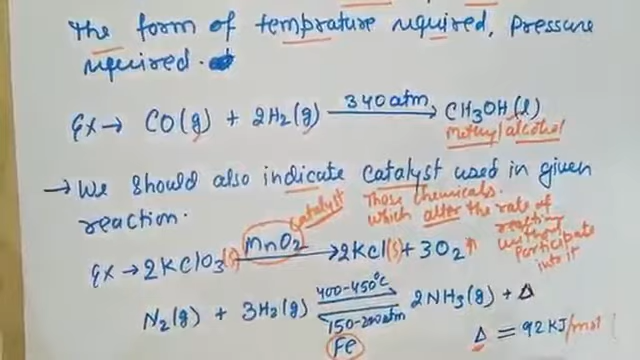 the form of temprature required, pressure
required.
Ex→ CO(g) + 2H2(g) 340atm→ CH3OH(l)
Methyl alcohol
→ We should also indicate catalyst used in given
reaction.
Catalyst
Those chemicals.
which alter the rate of
reaction
without
participate
into it
Ex→ 2KClO3(s) MnO2→ 2KCl(s) + 3O2↑
N2(g) + 3H2(g) 400-450°C ⇌ 150-200atm Fe 2NH3(g) + Δ
Δ = 92 KJ/mol